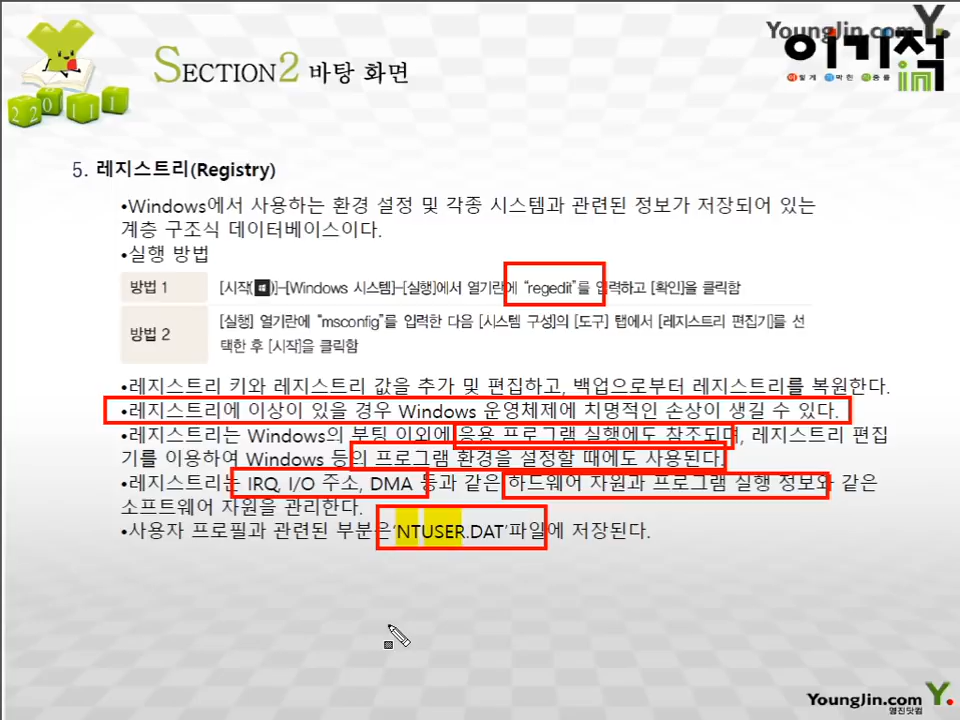 YoungJin.com Y.
이기적in
이렇게 기막힌 적중률
SECTION2 바탕 화면
22011
5. 레지스트리(Registry)
•Windows에서 사용하는 환경 설정 및 각종 시스템과 관련된 정보가 저장되어 있는
계층 구조식 데이터베이스이다.
•실행 방법
방법 1 [시작(⊞)]-[Windows 시스템]-[실행]에서 열기란에 “regedit”를 입력하고 [확인]을 클릭함
방법 2 [실행] 열기란에 “msconfig”를 입력한 다음 [시스템 구성]의 [도구] 탭에서 [레지스트리 편집기]를 선
택한 후 [시작]을 클릭함
•레지스트리 키와 레지스트리 값을 추가 및 편집하고, 백업으로부터 레지스트리를 복원한다.
•레지스트리에 이상이 있을 경우 Windows 운영체제에 치명적인 손상이 생길 수 있다.
•레지스트리는 Windows의 부팅 이외에 응용 프로그램 실행에도 참조되며, 레지스트리 편집
기를 이용하여 Windows 등의 프로그램 환경을 설정할 때에도 사용된다.
•레지스트리는 IRQ, I/O 주소, DMA 등과 같은 하드웨어 자원과 프로그램 실행 정보와 같은
소프트웨어 자원을 관리한다.
•사용자 프로필과 관련된 부분은‘NTUSER.DAT’파일에 저장된다.
YoungJin.com Y.
영진닷컴